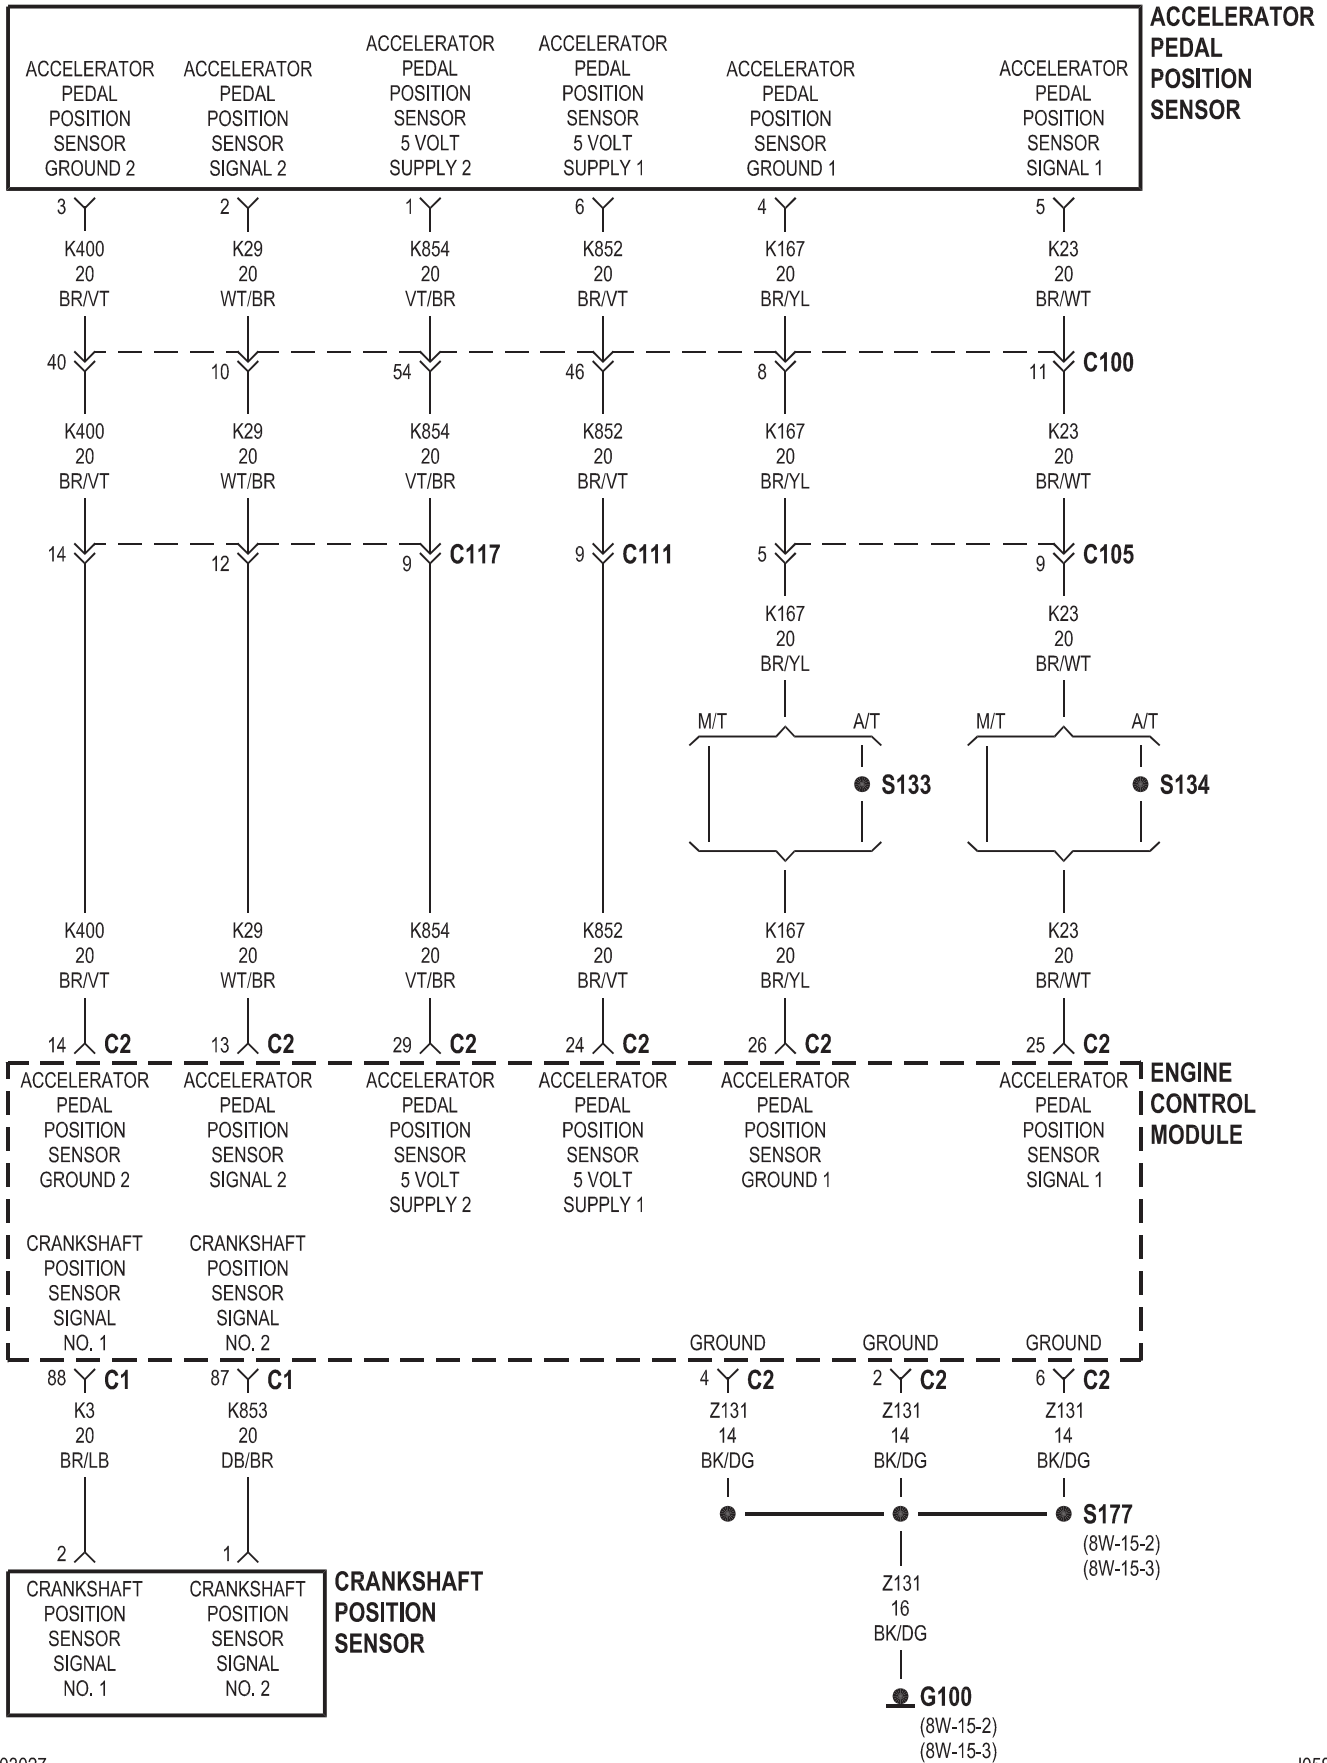 ACCELERATOR
PEDAL
POSITION
SENSOR
ACCELERATOR
PEDAL
POSITION
SENSOR
GROUND 2
ACCELERATOR
PEDAL
POSITION
SENSOR
SIGNAL 2
ACCELERATOR
PEDAL
POSITION
SENSOR
5 VOLT
SUPPLY 2
ACCELERATOR
PEDAL
POSITION
SENSOR
5 VOLT
SUPPLY 1
ACCELERATOR
PEDAL
POSITION
SENSOR
GROUND 1
ACCELERATOR
PEDAL
POSITION
SENSOR
SIGNAL 1
3 2 1 6 4 5
K400 K29 K854 K852 K167 K23
20 20 20 20 20 20
BR/VT WT/BR VT/BR BR/VT BR/YL BR/WT
40 10 54 46 8 11 C100
K400 K29 K854 K852 K167 K23
20 20 20 20 20 20
BR/VT WT/BR VT/BR BR/VT BR/YL BR/WT
14 12 9 C117 9 C111 5 9 C105
K167 K23
20 20
BR/YL BR/WT
M/T A/T M/T A/T
S133 S134
K400 K29 K854 K852 K167 K23
20 20 20 20 20 20
BR/VT WT/BR VT/BR BR/VT BR/YL BR/WT
14 C2 13 C2 29 C2 24 C2 26 C2 25 C2
ENGINE
CONTROL
MODULE
ACCELERATOR
PEDAL
POSITION
SENSOR
GROUND 2
ACCELERATOR
PEDAL
POSITION
SENSOR
SIGNAL 2
ACCELERATOR
PEDAL
POSITION
SENSOR
5 VOLT
SUPPLY 2
ACCELERATOR
PEDAL
POSITION
SENSOR
5 VOLT
SUPPLY 1
ACCELERATOR
PEDAL
POSITION
SENSOR
GROUND 1
ACCELERATOR
PEDAL
POSITION
SENSOR
SIGNAL 1
CRANKSHAFT
POSITION
SENSOR
SIGNAL
NO. 1
CRANKSHAFT
POSITION
SENSOR
SIGNAL
NO. 2
GROUND GROUND GROUND
88 C1 87 C1 4 C2 2 C2 6 C2
K3 K853 Z131 Z131 Z131
20 20 14 14 14
BR/LB DB/BR BK/DG BK/DG BK/DG
S177
(8W-15-2)
(8W-15-3)
2 1
CRANKSHAFT
POSITION
SENSOR
CRANKSHAFT
POSITION
SENSOR
SIGNAL
NO. 1
CRANKSHAFT
POSITION
SENSOR
SIGNAL
NO. 2
Z131
16
BK/DG
G100
(8W-15-2)
(8W-15-3)